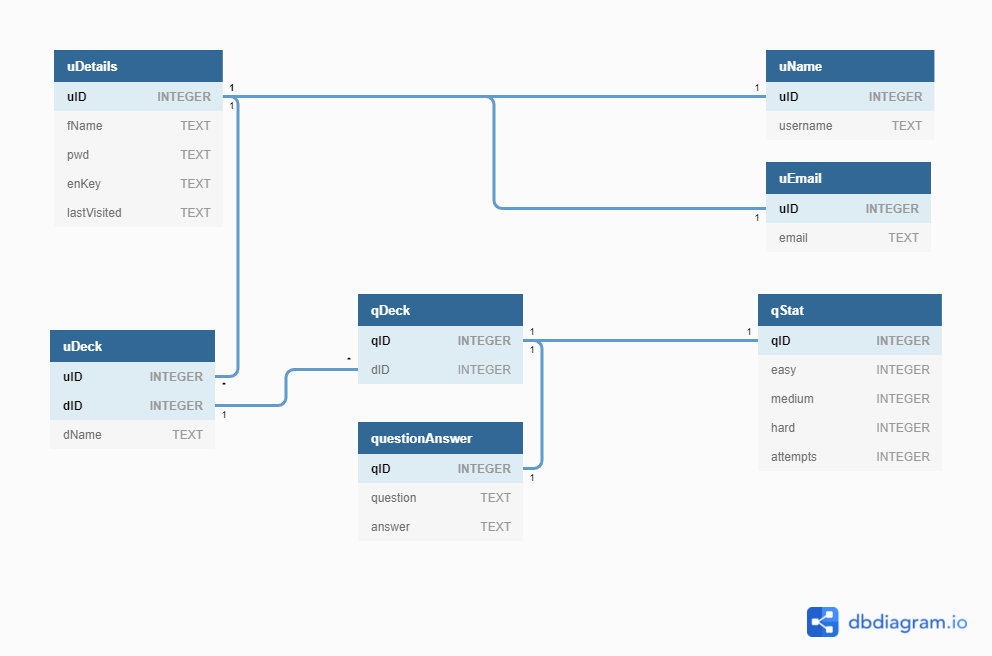 uDetails
uID INTEGER
fName TEXT
pwd TEXT
enKey TEXT
lastVisited TEXT
1
1
uName
uID INTEGER
username TEXT
1
uEmail
uID INTEGER
email TEXT
1
uDeck
uID INTEGER
dID INTEGER
dName TEXT
*
1
qDeck
qID INTEGER
dID INTEGER
*
1
1
questionAnswer
qID INTEGER
question TEXT
answer TEXT
1
qStat
qID INTEGER
easy INTEGER
medium INTEGER
hard INTEGER
attempts INTEGER
1
dbdiagram.io